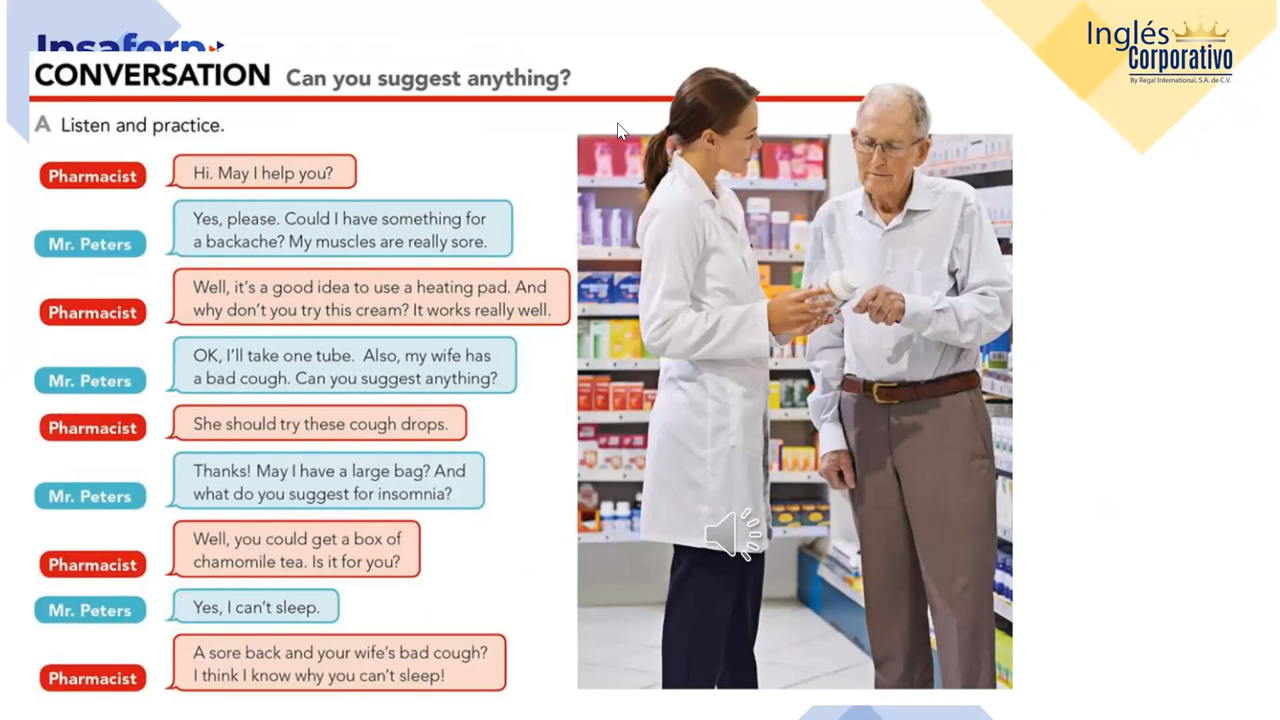 Insaforp
Inglés
Corporativo
By Regal International, S.A. de C.V.
CONVERSATION Can you suggest anything?
A Listen and practice.
Pharmacist Hi. May I help you?
Mr. Peters Yes, please. Could I have something for
a backache? My muscles are really sore.
Pharmacist Well, it's a good idea to use a heating pad. And
why don't you try this cream? It works really well.
Mr. Peters OK, I'll take one tube. Also, my wife has
a bad cough. Can you suggest anything?
Pharmacist She should try these cough drops.
Mr. Peters Thanks! May I have a large bag? And
what do you suggest for insomnia?
Pharmacist Well, you could get a box of
chamomile tea. Is it for you?
Mr. Peters Yes, I can't sleep.
Pharmacist A sore back and your wife's bad cough?
I think I know why you can't sleep!